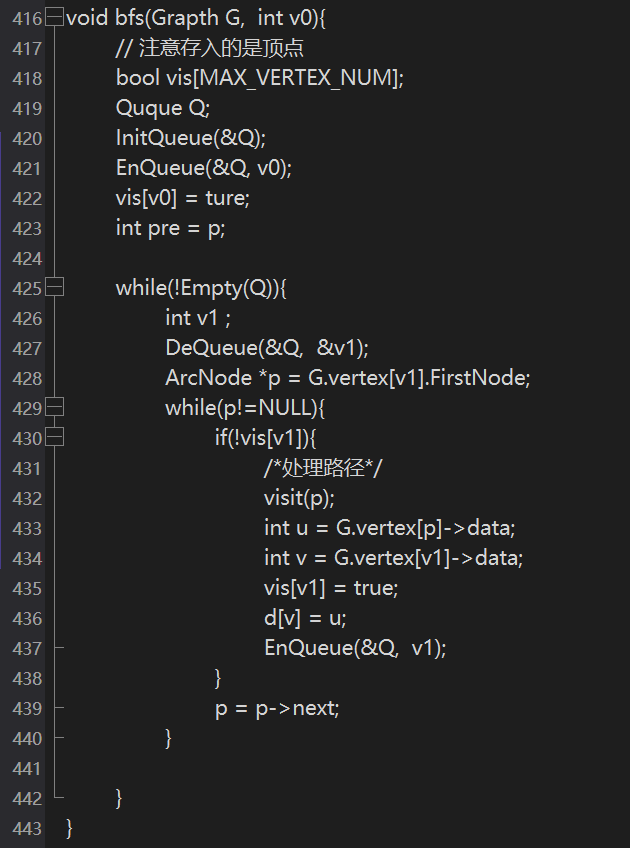 416 void bfs(Grapth G,  int v0){
417 // 注意存入的是顶点
418 bool vis[MAX_VERTEX_NUM];
419 Quque Q;
420 InitQueue(&Q);
421 EnQueue(&Q, v0);
422 vis[v0] = ture;
423 int pre = p;
424
425 while(!Empty(Q)){
426 int v1 ;
427 DeQueue(&Q,  &v1);
428 ArcNode *p = G.vertex[v1].FirstNode;
429 while(p!=NULL){
430 if(!vis[v1]){
431 /*处理路径*/
432 visit(p);
433 int u = G.vertex[p]->data;
434 int v = G.vertex[v1]->data;
435 vis[v1] = true;
436 d[v] = u;
437 EnQueue(&Q,  v1);
438 }
439 p = p->next;
440 }
441
442 }
443 }